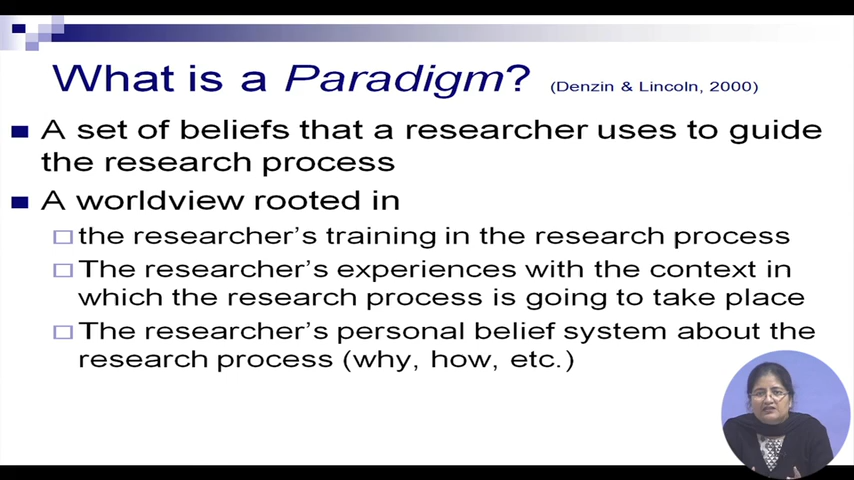 What is a Paradigm? (Denzin & Lincoln, 2000)
A set of beliefs that a researcher uses to guide
the research process
A worldview rooted in
the researcher's training in the research process
The researcher's experiences with the context in
which the research process is going to take place
The researcher's personal belief system about the
research process (why, how, etc.)